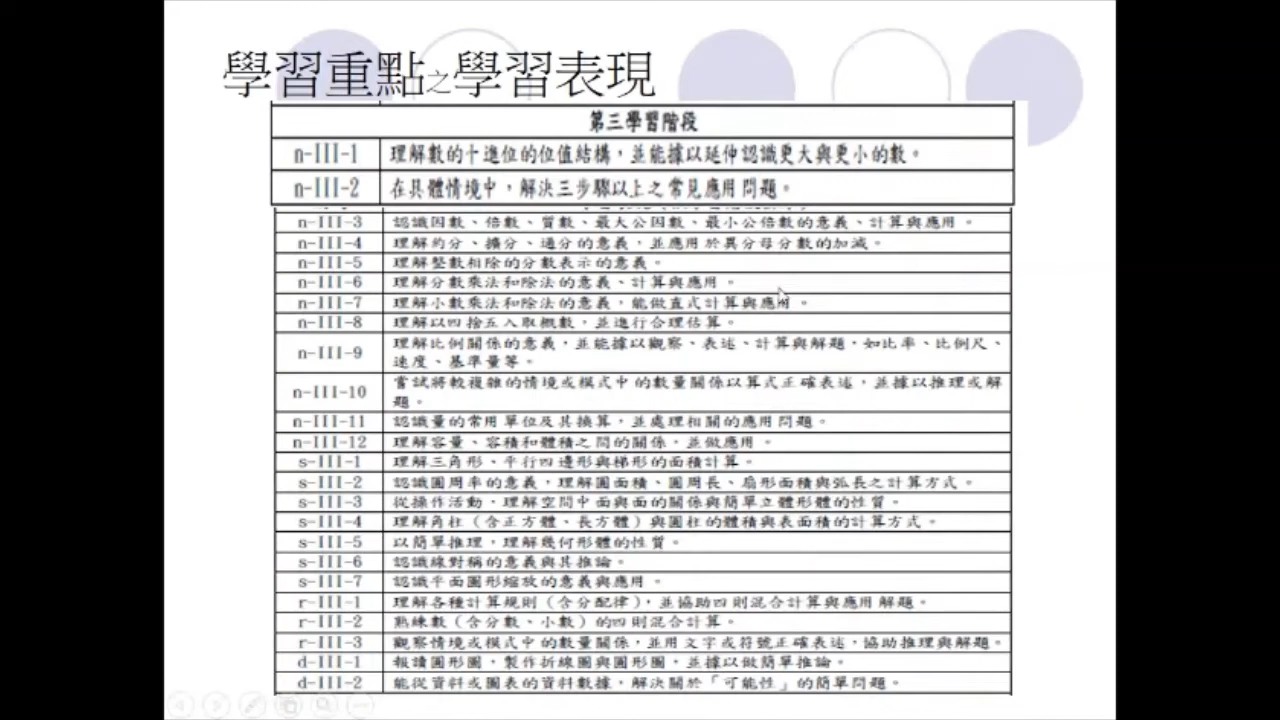 學習重點之學習表現
第三學習階段
n-III-1 理解數的十進位的位值結構，並能據以延伸認識更大與更小的數。
n-III-2 在具體情境中，解決三步驟以上之常見應用問題。
n-III-3 認識因數、倍數、質數、最大公因數、最小公倍數的意義、計算與應用。
n-III-4 理解約分、擴分、通分的意義，並應用於異分母分數的加減。
n-III-5 理解整數相除的分數表示的意義。
n-III-6 理解分數乘法和除法的意義、計算與應用。
n-III-7 理解小數乘法和除法的意義，能做直式計算與應用。
n-III-8 理解以四捨五入取概數，並進行合理估算。
n-III-9 理解比例關係的意義，並能據以觀察、表述、計算與解題，如比率、比例尺、
速度、基準量等。
n-III-10 嘗試將較複雜的情境或模式中的數量關係以算式正確表述，並據以推理或解
題。
n-III-11 認識量的常用單位及其換算，並處理相關的應用問題。
n-III-12 理解容量、容積和體積之間的關係，並做應用。
s-III-1 理解三角形、平行四邊形與梯形的面積計算。
s-III-2 認識圓周率的意義，理解圓面積、圓周長、扇形面積與弧長之計算方式。
s-III-3 從操作活動，理解空間中面與面的關係與簡單立體形體的性質。
s-III-4 理解角柱（含正方體、長方體）與圓柱的體積與表面積的計算方式。
s-III-5 以簡單推理，理解幾何形體的性質。
s-III-6 認識線對稱的意義與其推論。
s-III-7 認識平面圖形縮放的意義與應用。
r-III-1 理解各種計算規則（含分配律），並協助四則混合計算與應用解題。
r-III-2 熟練數（含分數、小數）的四則混合計算。
r-III-3 觀察情境或模式中的數量關係，並用文字或符號正確表述，協助推理與解題。
d-III-1 報讀圓形圖，製作折線圖與圓形圖，並據以做簡單推論。
d-III-2 能從資料或圖表的資料數據，解決關於「可能性」的簡單問題。